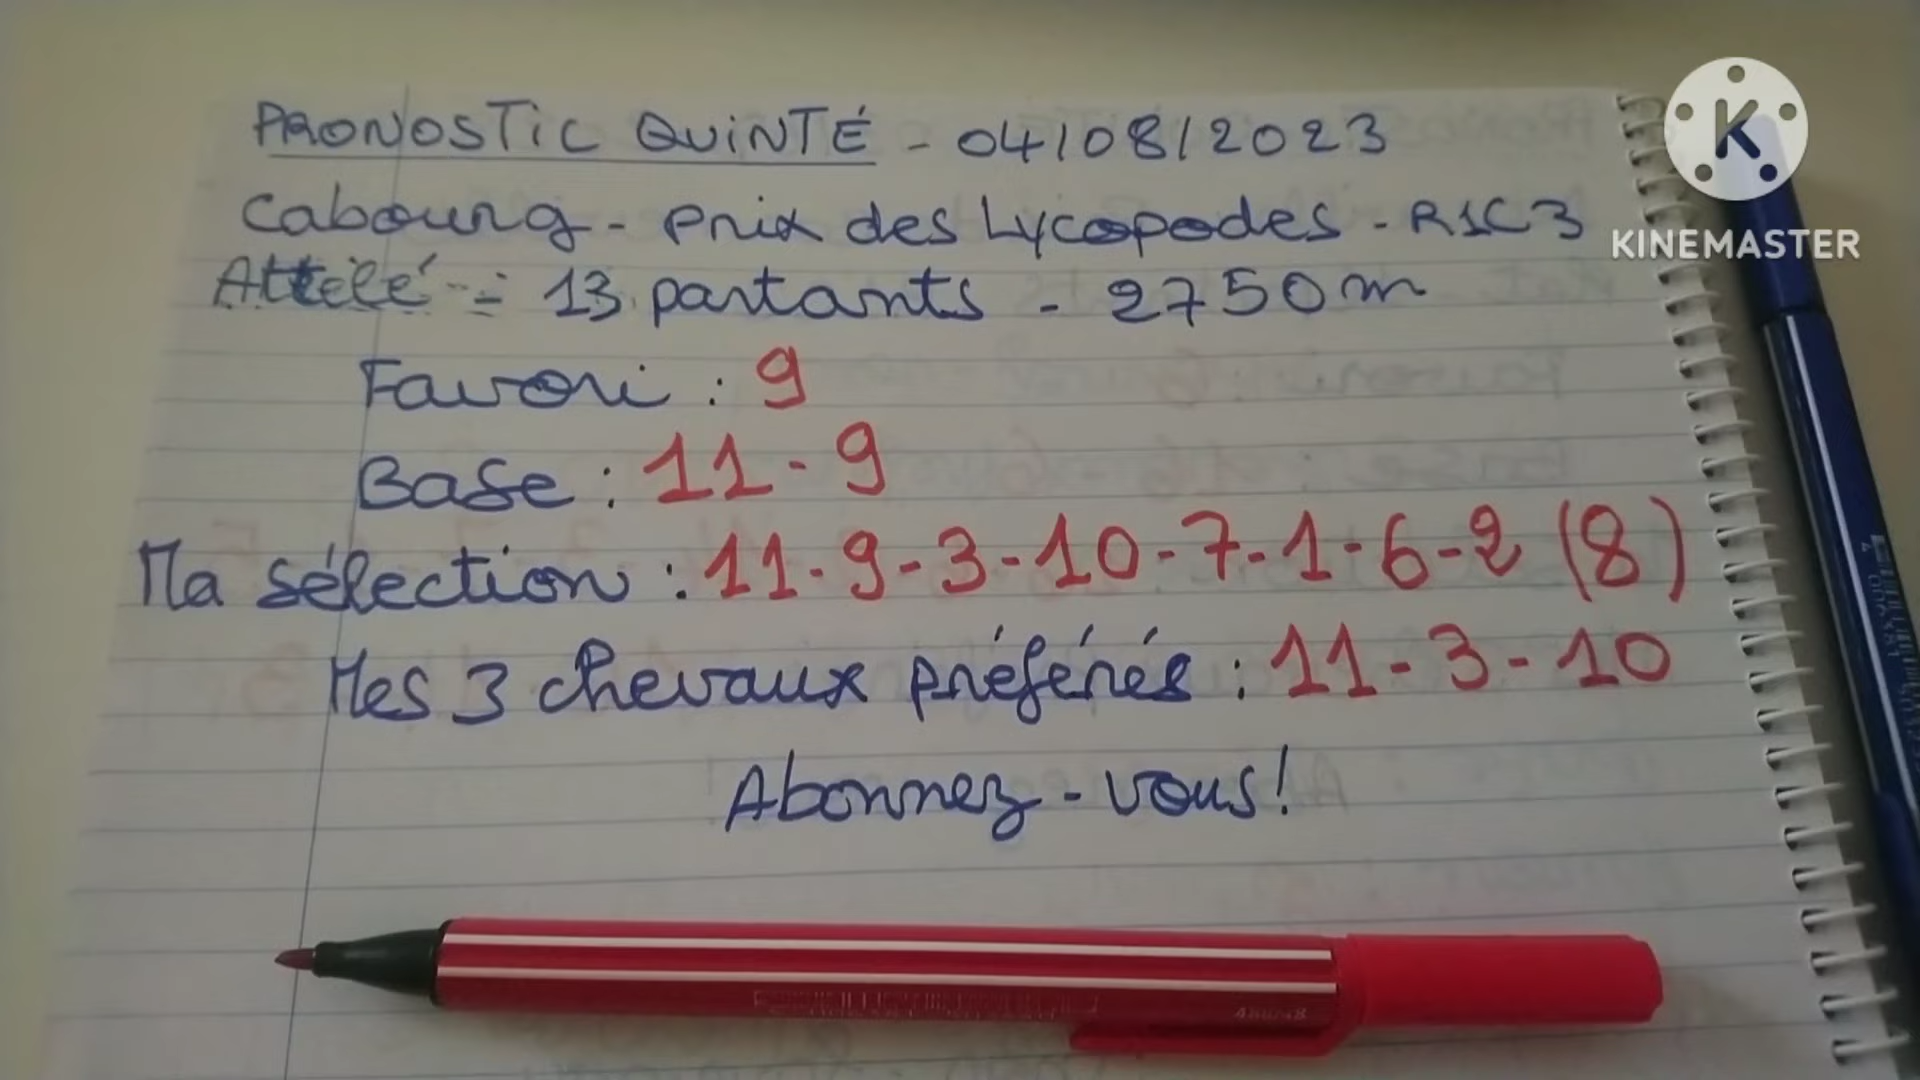 PRONOSTIC QUINTÉ - 04/08/2023
Cabourg - Prix des Lycopodes - R1C3
Attelé - 13 partants - 2750m
Favori : 9
Base : 11 - 9
Ma sélection : 11 - 9 - 3 - 10 - 7 - 1 - 6 - 2 (8)
Mes 3 chevaux préférés : 11 - 3 - 10
Abonnez - vous !
K
KINEMASTER